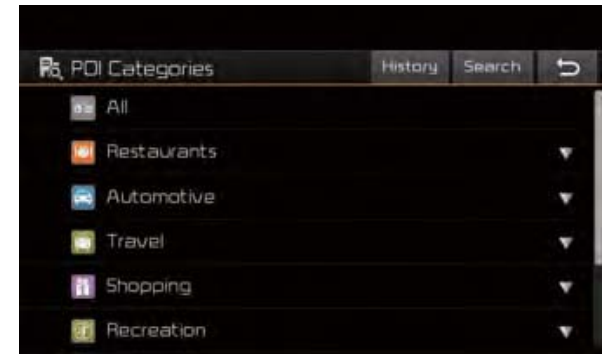 POI Categories History Search
All
Restaurants
Automotive
Travel
Shopping
Recreation